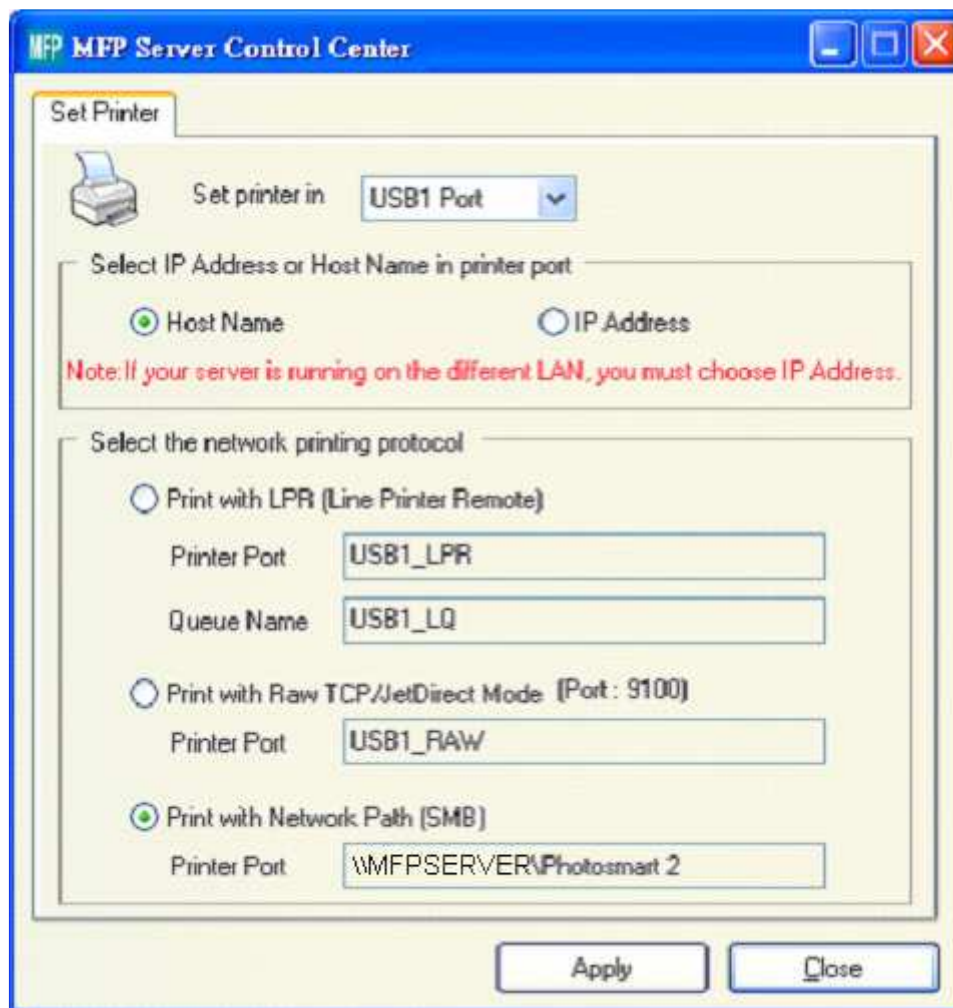 MFP MFP Server Control Center
Set Printer
Set printer in USB1 Port
Select IP Address or Host Name in printer port
Host Name IP Address
Note:If your server is running on the different LAN, you must choose IP Address.
Select the network printing protocol
Print with LPR (Line Printer Remote)
Printer Port USB1_LPR
Queue Name USB1_LQ
Print with Raw TCP/JetDirect Mode (Port : 9100)
Printer Port USB1_RAW
Print with Network Path (SMB)
Printer Port \\MFPSERVER\Photosmart 2
Apply Close